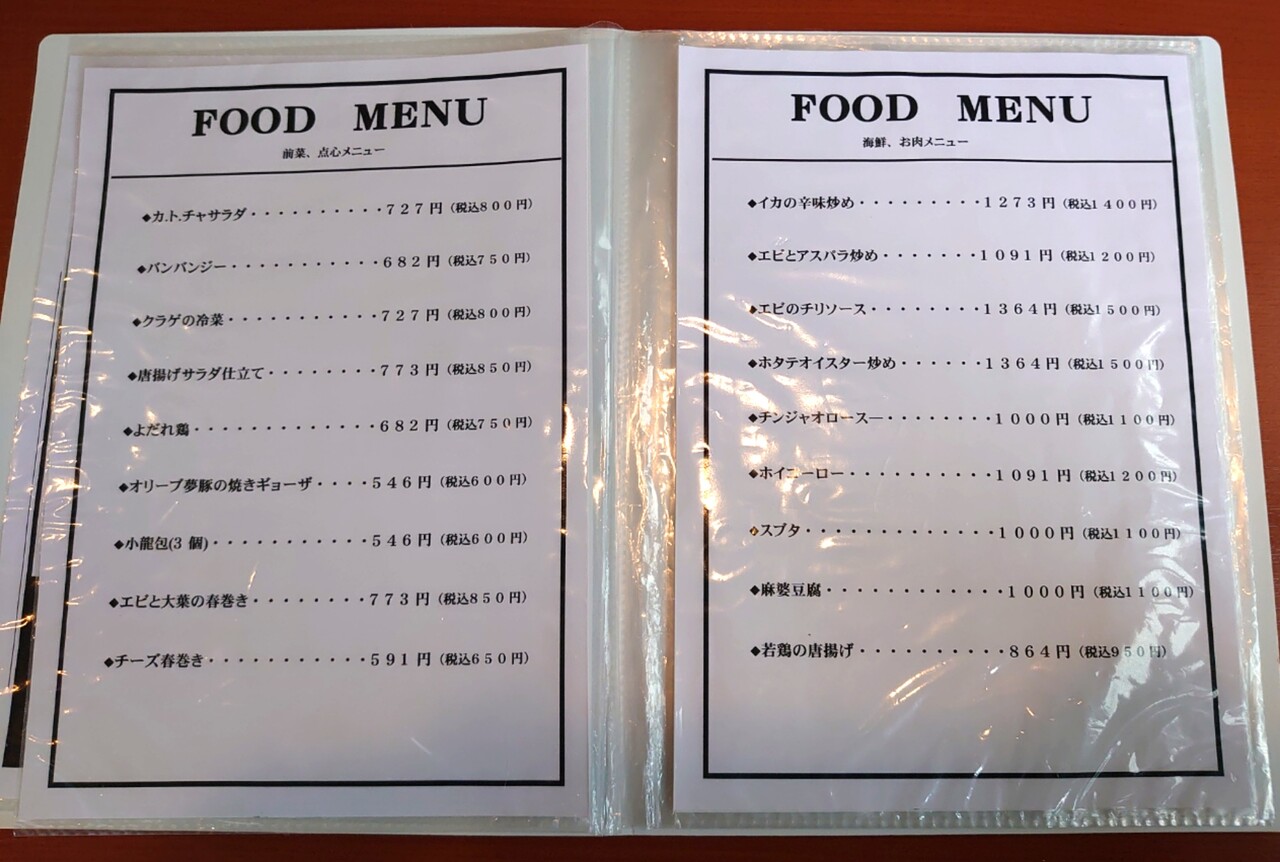 FOOD MENU
前菜、点心メニュー
◆カ.ト.チャサラダ・・・・・・・・・・727円(税込800円)
◆バンバンジー・・・・・・・・・・・682円(税込750円)
◆クラゲの冷菜・・・・・・・・・・・727円(税込800円)
◆唐揚げサラダ仕立て・・・・・・・・773円(税込850円)
◆よだれ鶏・・・・・・・・・・・・・682円(税込750円)
◆オリーブ夢豚の焼きギョーザ・・・・546円(税込600円)
◆小龍包(3 個)・・・・・・・・・・・546円(税込600円)
◆エビと大葉の春巻き・・・・・・・・773円(税込850円)
◆チーズ春巻き・・・・・・・・・・・591円(税込650円)
FOOD MENU
海鮮、お肉メニュー
◆イカの辛味炒め・・・・・・・・・1273円(税込1400円)
◆エビとアスパラ炒め・・・・・・・1091円(税込1200円)
◆エビのチリソース・・・・・・・・1364円(税込1500円)
◆ホタテオイスター炒め・・・・・・1364円(税込1500円)
◆チンジャオロースー・・・・・・・・1000円(税込1100円)
◆ホイコーロー・・・・・・・・・・1091円(税込1200円)
◆スブタ・・・・・・・・・・・・・1000円(税込1100円)
◆麻婆豆腐・・・・・・・・・・・・1000円(税込1100円)
◆若鶏の唐揚げ・・・・・・・・・・864円(税込950円)